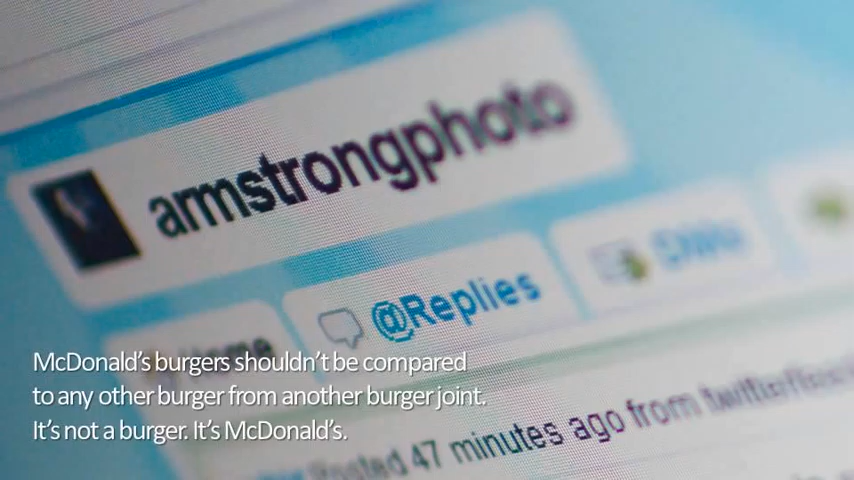 armstrongphoto
@Replies
Home
47 minutes ago from
McDonald's burgers shouldn't be compared
to any other burger from another burger joint.
It's not a burger. It's McDonald's.